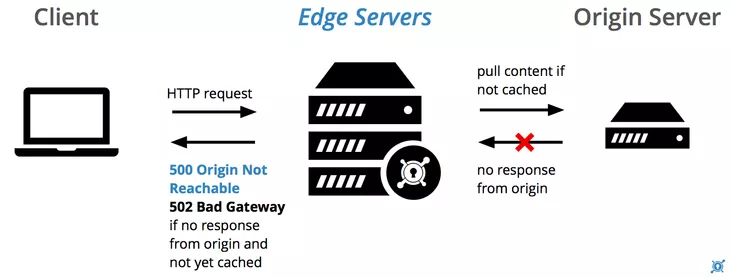 Client
Edge Servers
Origin Server
HTTP request
500 Origin Not
Reachable
502 Bad Gateway
if no response
from origin and
not yet cached
pull content if
not cached
no response
from origin